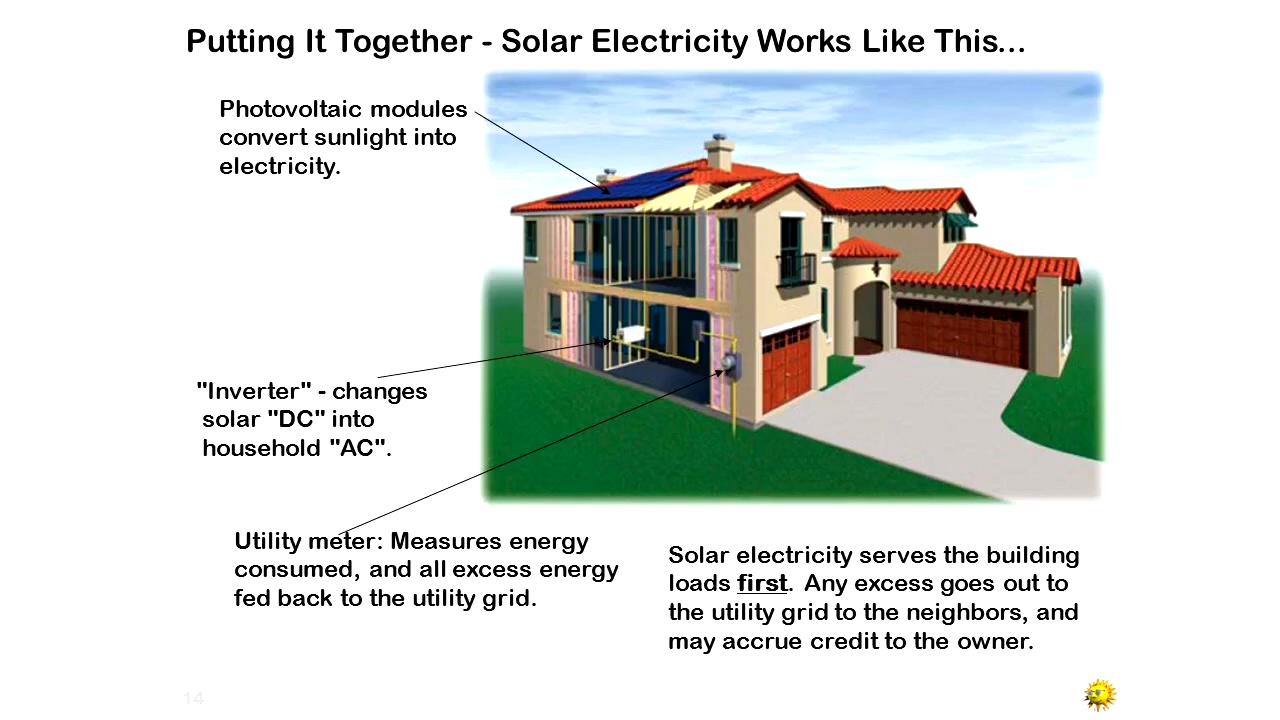 Putting It Together - Solar Electricity Works Like This...
Photovoltaic modules
convert sunlight into
electricity.
"Inverter" - changes
solar "DC" into
household "AC".
Utility meter: Measures energy
consumed, and all excess energy
fed back to the utility grid.
Solar electricity serves the building
loads first. Any excess goes out to
the utility grid to the neighbors, and
may accrue credit to the owner.
14